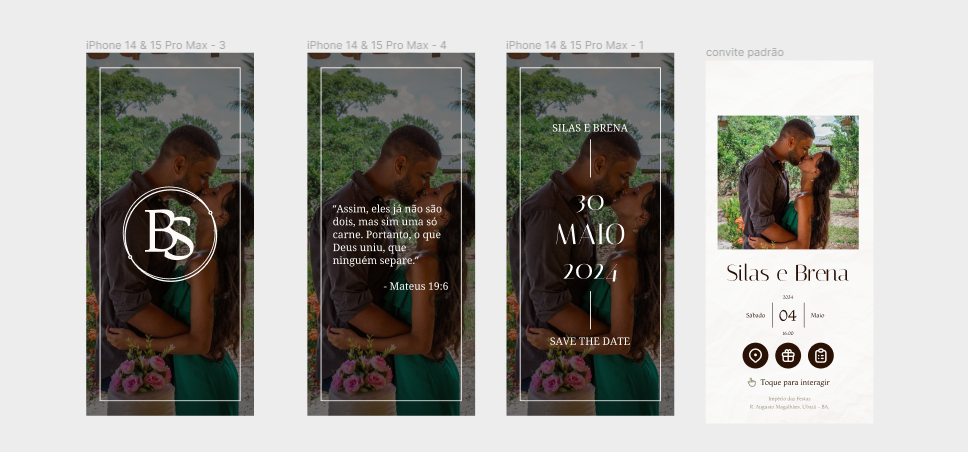 iPhone 14 & 15 Pro Max - 3
BS
iPhone 14 & 15 Pro Max - 4
"Assim, eles já não são
dois, mas sim uma só
carne. Portanto, o que
Deus uniu, que
ninguém separe."
- Mateus 19:6
iPhone 14 & 15 Pro Max - 1
SILAS E BRENA
30
MAIO
2024
SAVE THE DATE
convite padrão
Silas e Brena
2024
Sábado
04
Maio
16:00
Toque para interagir
Império das Festas
R. Augusto Magalhães, Ubatã - BA.